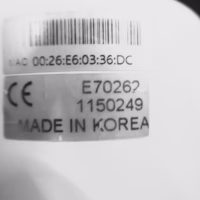 MAC 00:26:E6:03:36:DC
CE E70262
1150249
MADE IN KOREA